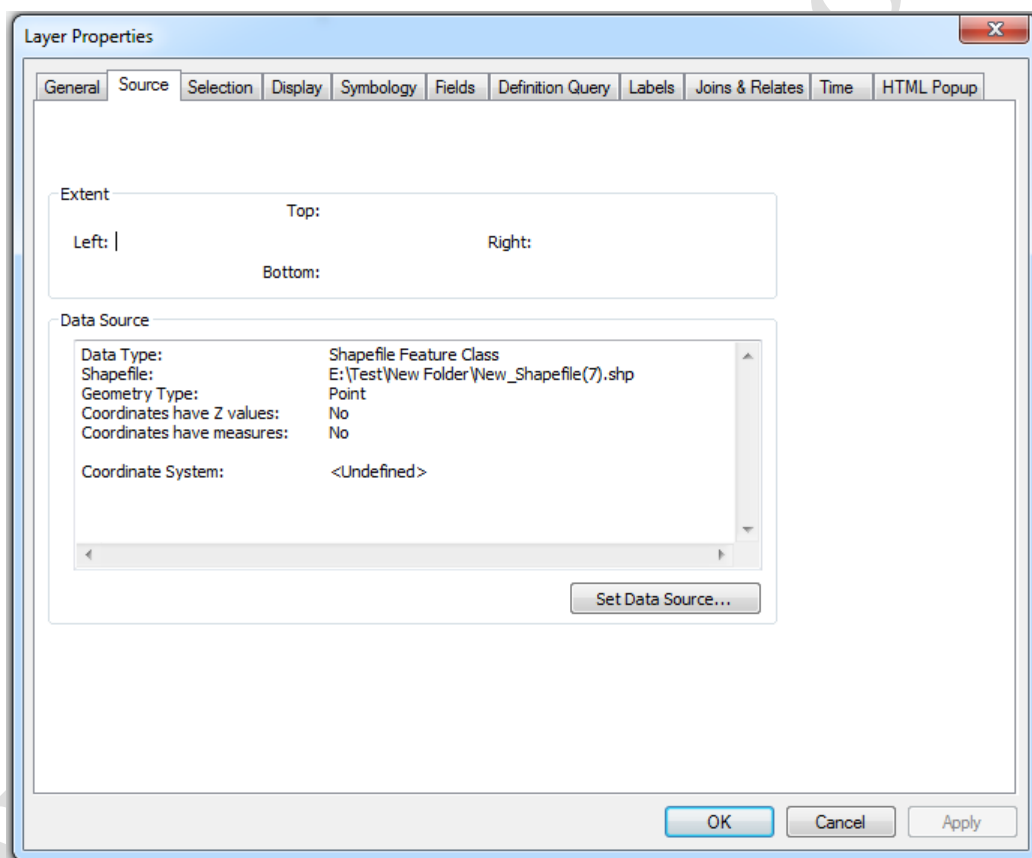 Layer Properties
General Source Selection Display Symbology Fields Definition Query Labels Joins & Relates Time HTML Popup
Extent
Top:
Left: Right:
Bottom:
Data Source
Data Type: Shapefile Feature Class
Shapefile: E:\Test\New Folder\New_Shapefile(7).shp
Geometry Type: Point
Coordinates have Z values: No
Coordinates have measures: No
Coordinate System: <Undefined>
Set Data Source...
OK Cancel Apply